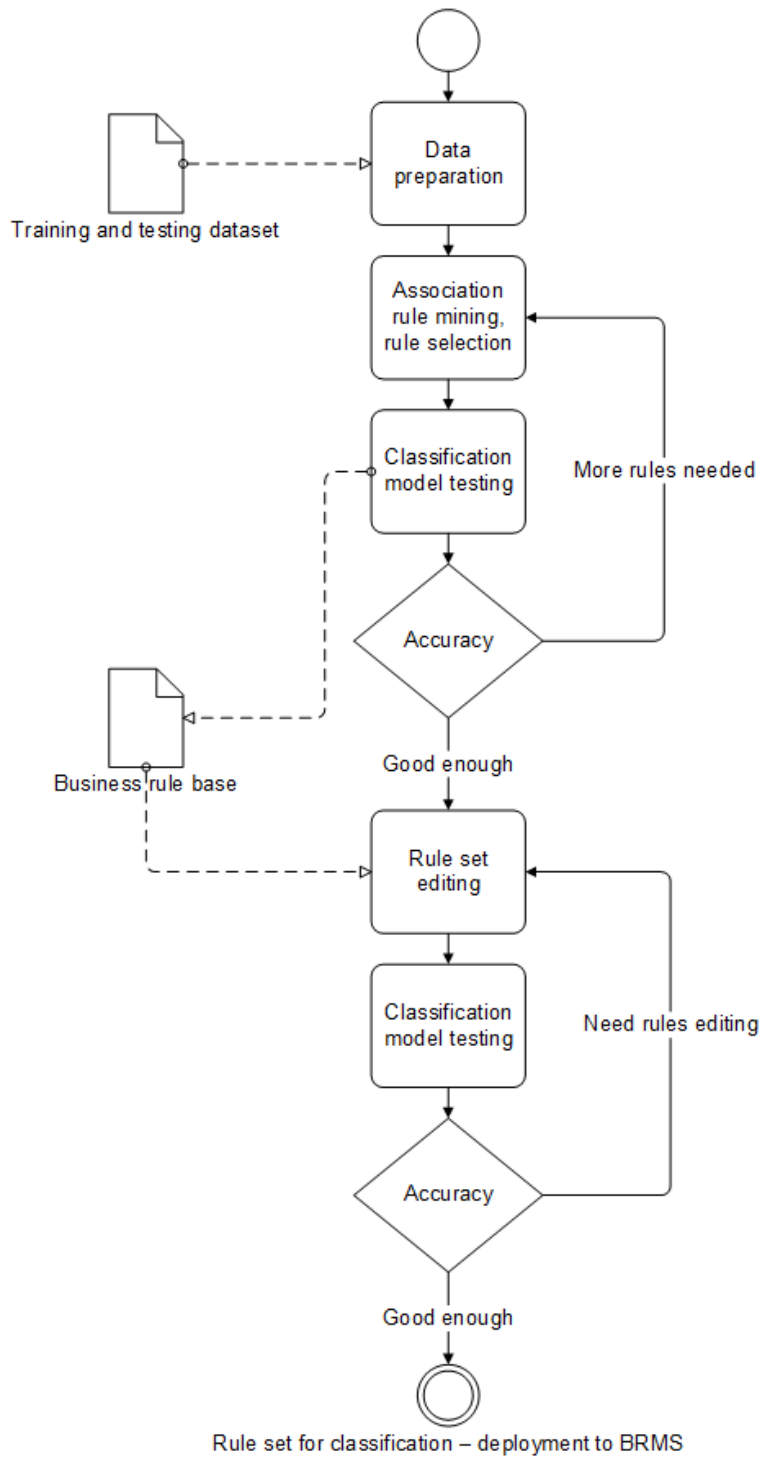 Data
preparation
Training and testing dataset
Association
rule mining,
rule selection
Classification
model testing
More rules needed
Accuracy
Good enough
Business rule base
Rule set
editing
Classification
model testing
Need rules editing
Accuracy
Good enough
Rule set for classification – deployment to BRMS